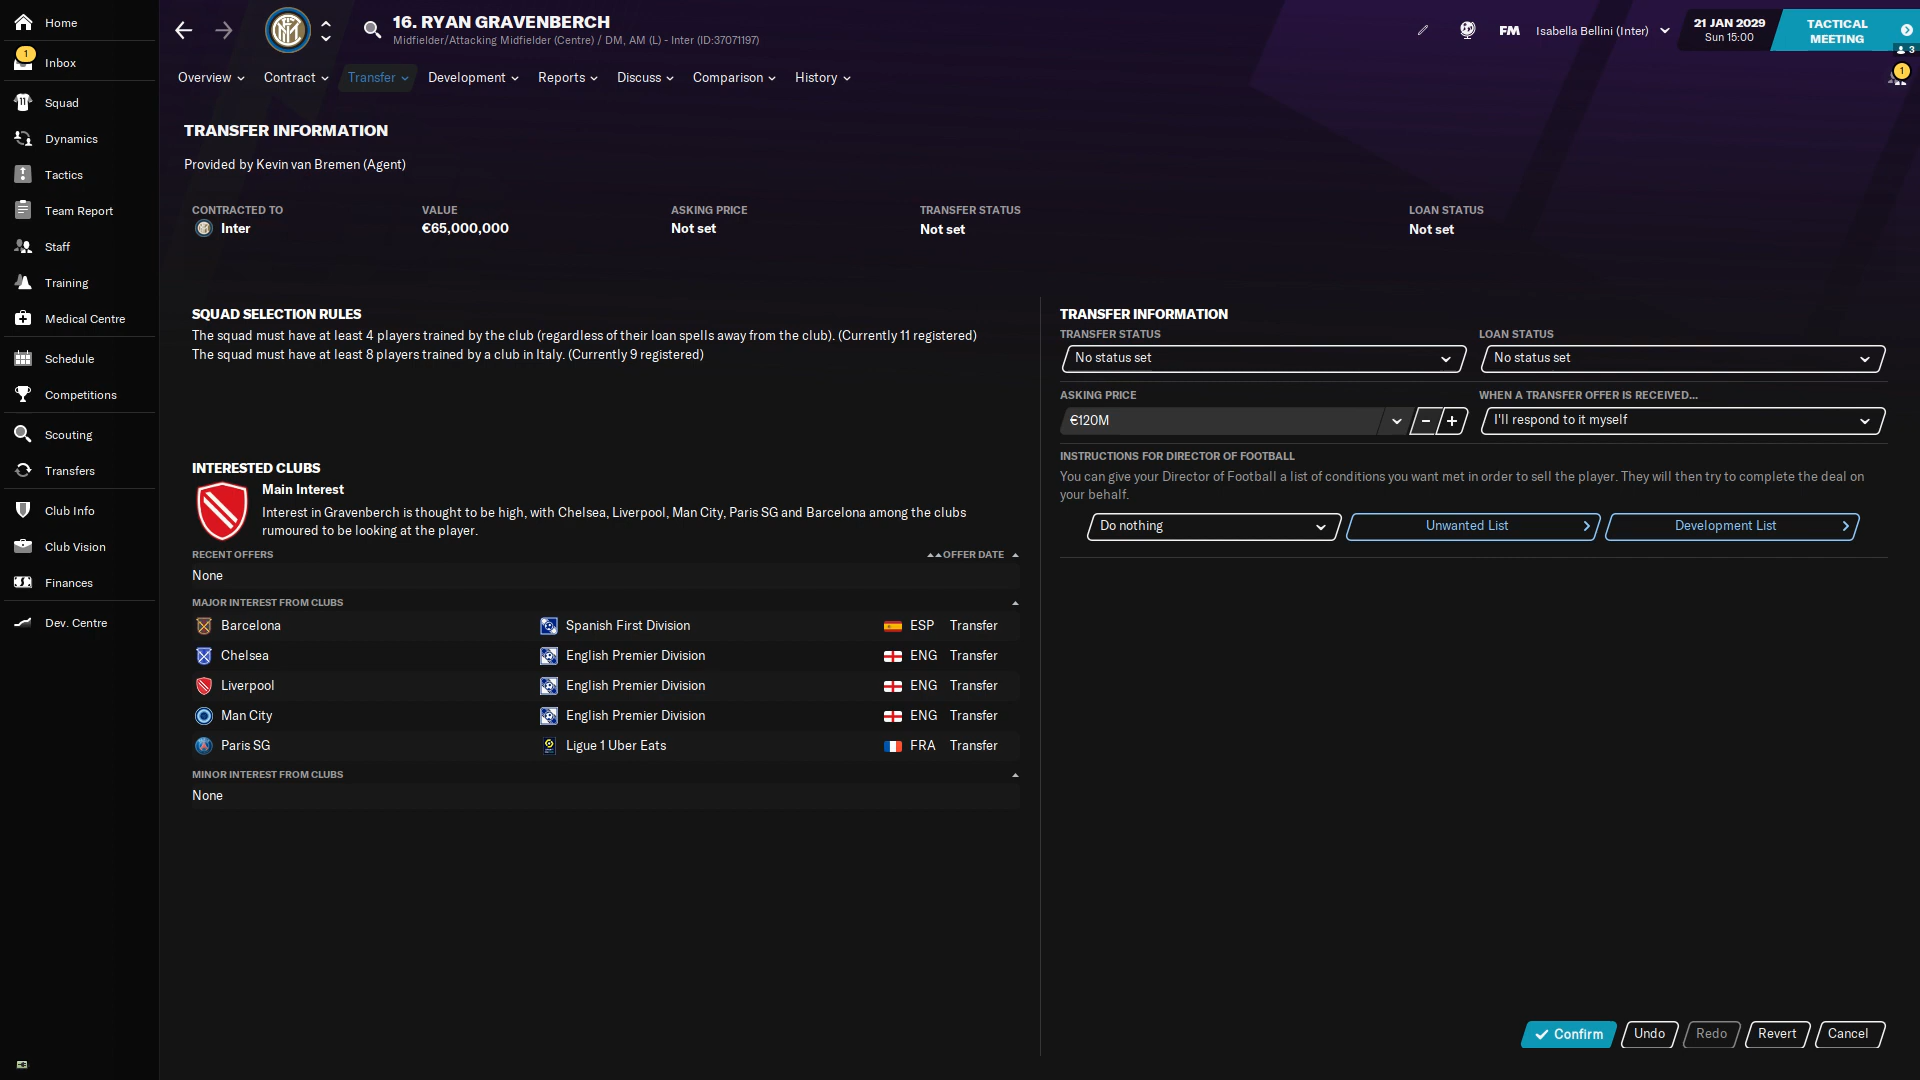 Home
1
Inbox
Squad
Dynamics
Tactics
Team Report
Staff
Training
Medical Centre
Schedule
Competitions
Scouting
Transfers
Club Info
Club Vision
Finances
Dev. Centre
16. RYAN GRAVENBERCH
Midfielder/Attacking Midfielder (Centre) / DM, AM (L) - Inter (ID:37071197)
FM
Isabella Bellini (Inter)
21 JAN 2029
Sun 15:00
TACTICAL
MEETING
3
1
Overview Contract Transfer Development Reports Discuss Comparison History
TRANSFER INFORMATION
Provided by Kevin van Bremen (Agent)
CONTRACTED TO VALUE ASKING PRICE TRANSFER STATUS LOAN STATUS
Inter €65,000,000 Not set Not set Not set
SQUAD SELECTION RULES
The squad must have at least 4 players trained by the club (regardless of their loan spells away from the club). (Currently 11 registered)
The squad must have at least 8 players trained by a club in Italy. (Currently 9 registered)
INTERESTED CLUBS
Main Interest
Interest in Gravenberch is thought to be high, with Chelsea, Liverpool, Man City, Paris SG and Barcelona among the clubs
rumoured to be looking at the player.
RECENT OFFERS OFFER DATE
None
MAJOR INTEREST FROM CLUBS
Barcelona Spanish First Division ESP Transfer
Chelsea English Premier Division ENG Transfer
Liverpool English Premier Division ENG Transfer
Man City English Premier Division ENG Transfer
Paris SG Ligue 1 Uber Eats FRA Transfer
MINOR INTEREST FROM CLUBS
None
TRANSFER INFORMATION
TRANSFER STATUS LOAN STATUS
No status set No status set
ASKING PRICE WHEN A TRANSFER OFFER IS RECEIVED...
€120M I'll respond to it myself
INSTRUCTIONS FOR DIRECTOR OF FOOTBALL
You can give your Director of Football a list of conditions you want met in order to sell the player. They will then try to complete the deal on
your behalf.
Do nothing Unwanted List Development List
Confirm Undo Redo Revert Cancel